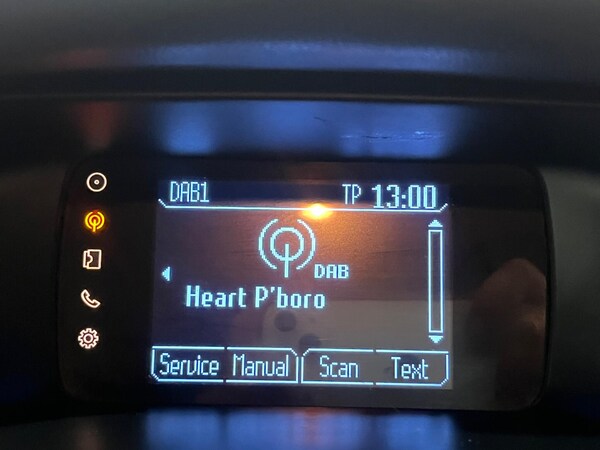 DAB1 TP 13:00
DAB
Heart P'boro
Service Manual Scan Text